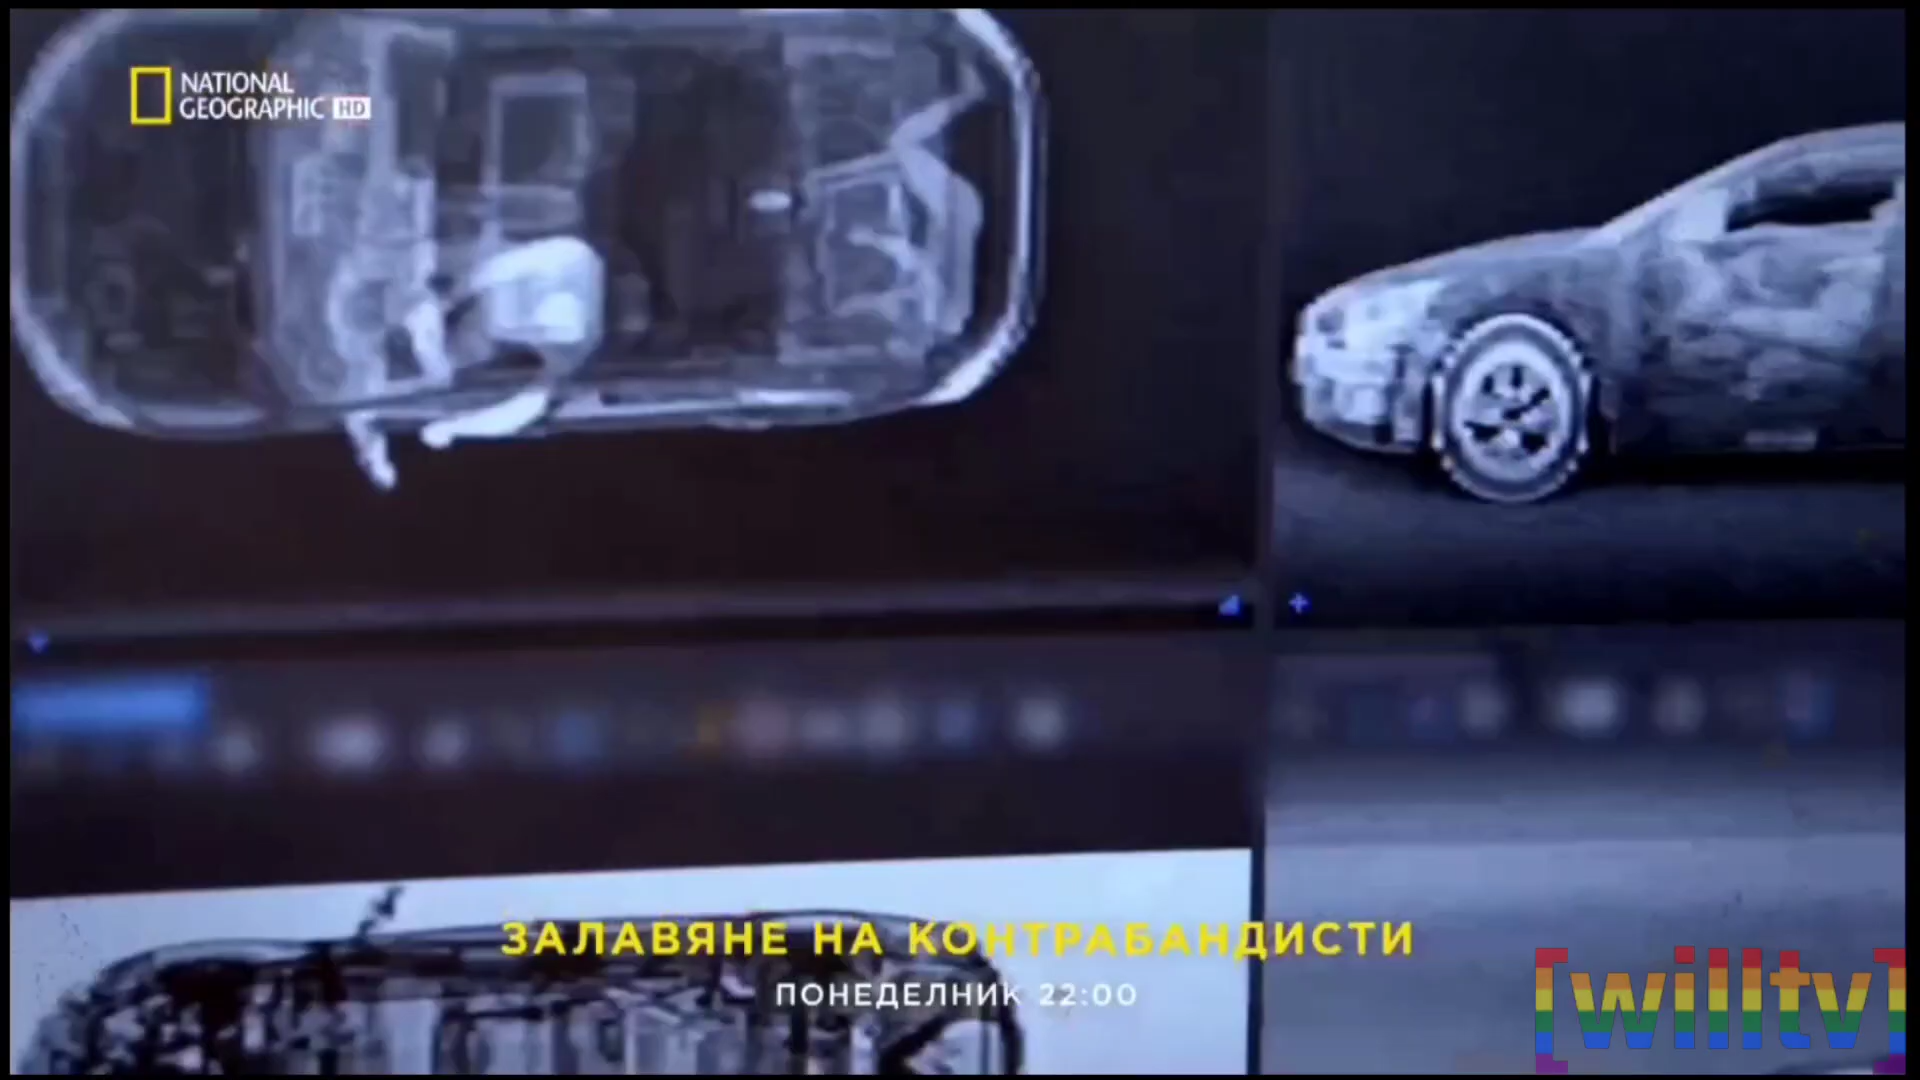 NATIONAL
GEOGRAPHIC HD
ЗАЛАВЯНЕ НА КОНТРАБАНДИСТИ
ПОНЕДЕЛНИК 22:00
[willtv]